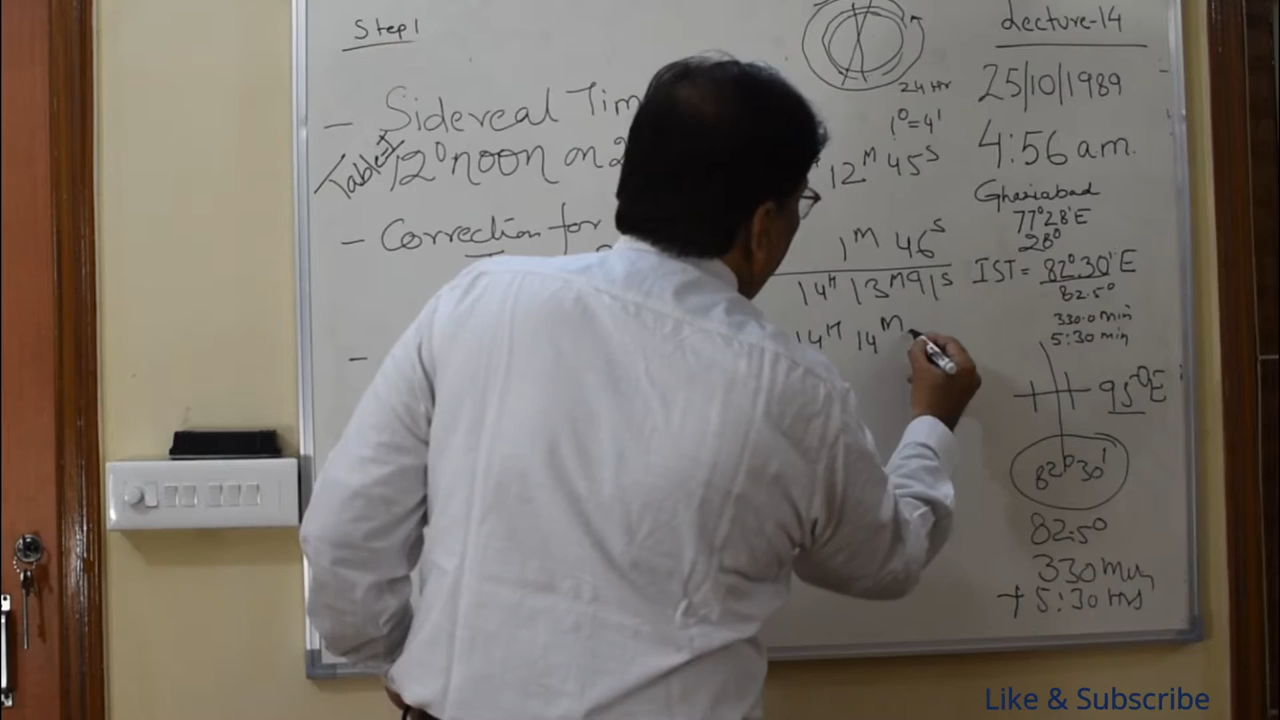 Step 1
Lecture-14
25/10/1989
24 Hr
1° = 4'
4:56 a.m.
— Sidereal Tim
Table I
12° noon on 2
12ᴹ 45ˢ
Ghaziabad
77°28'E
28°
— Correction for
1ᴹ 46ˢ
IST = 82°.30' E
82.5°
14ᴴ 13ᴹ 91ˢ
330.0 min
5:30 min
—
14ᴴ 14ᴹ
95°E
82°30'
82.5°
330 min
+ 5:30 hrs
Like & Subscribe